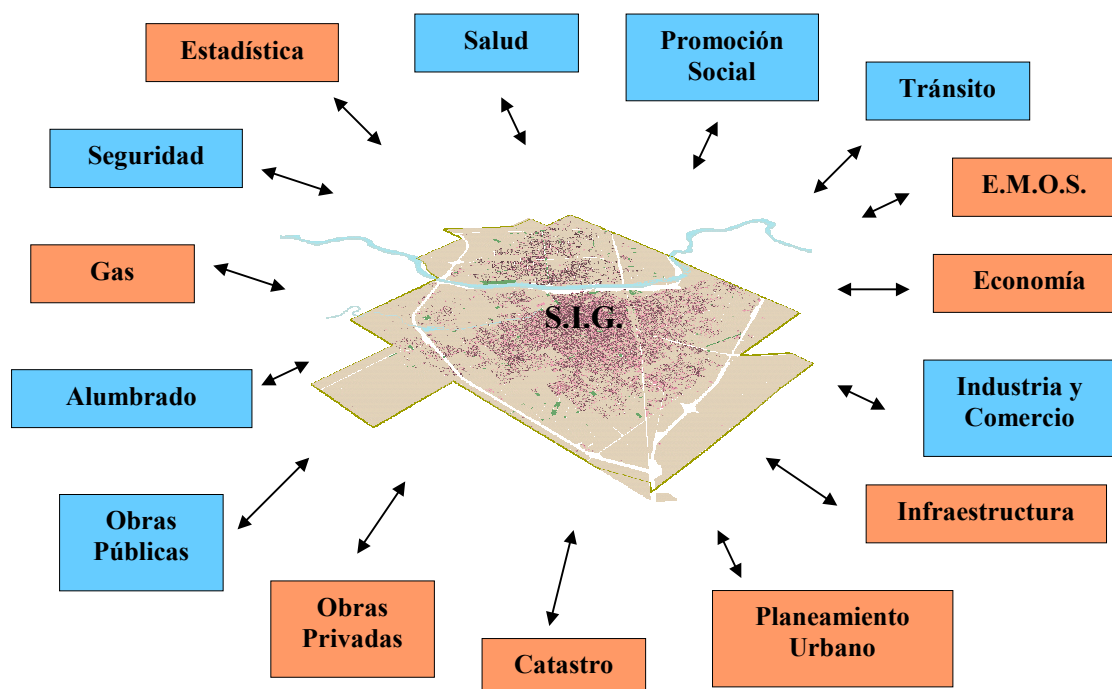 Estadística
Salud
Promoción
Social
Tránsito
Seguridad
E.M.O.S.
Gas
Economía
S.I.G.
Alumbrado
Industria y
Comercio
Obras
Públicas
Infraestructura
Obras
Privadas
Catastro
Planeamiento
Urbano